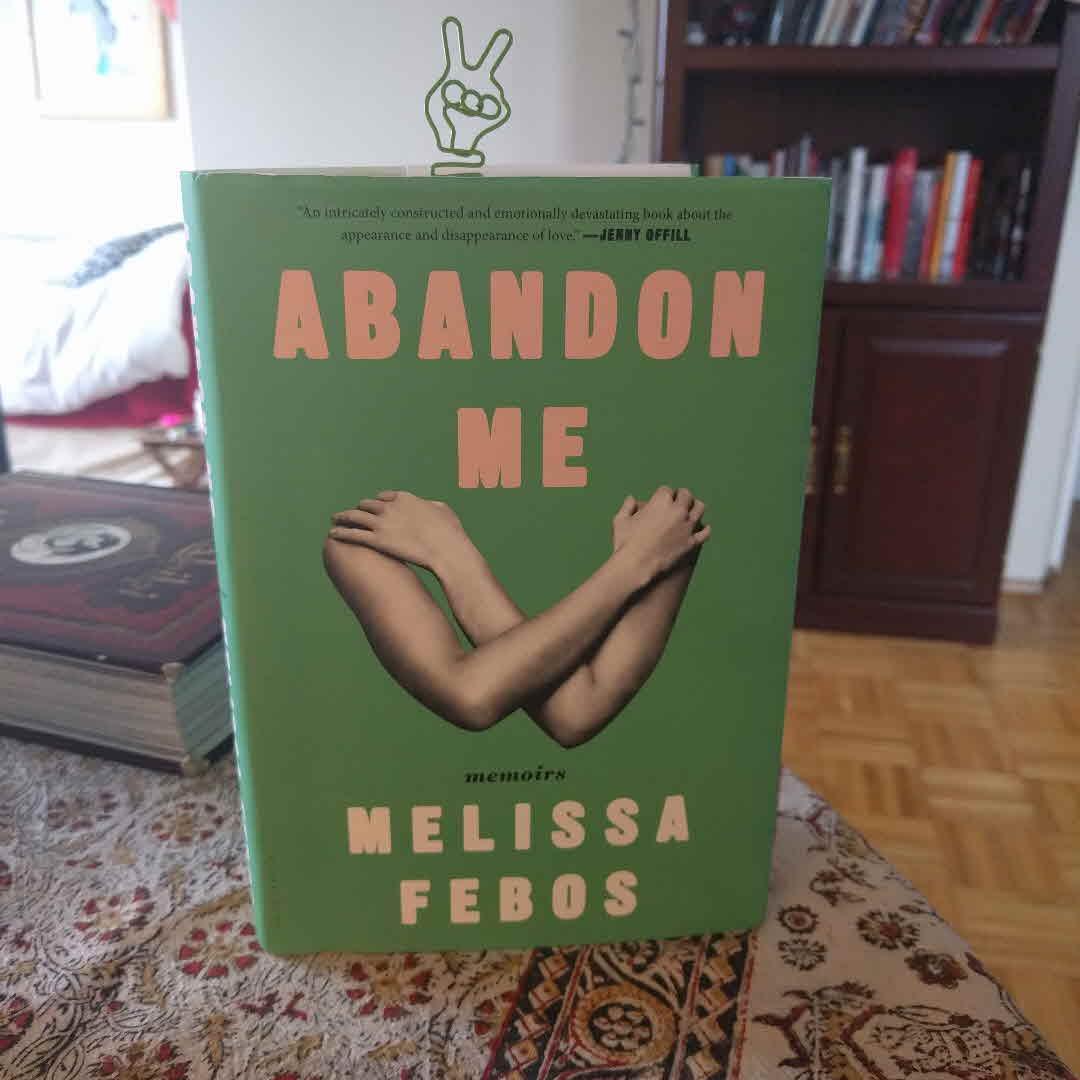 "An intricately constructed and emotionally devastating book about the
appearance and disappearance of love."—JENNY OFFILL
ABANDON
ME
memoirs
MELISSA
FEBOS